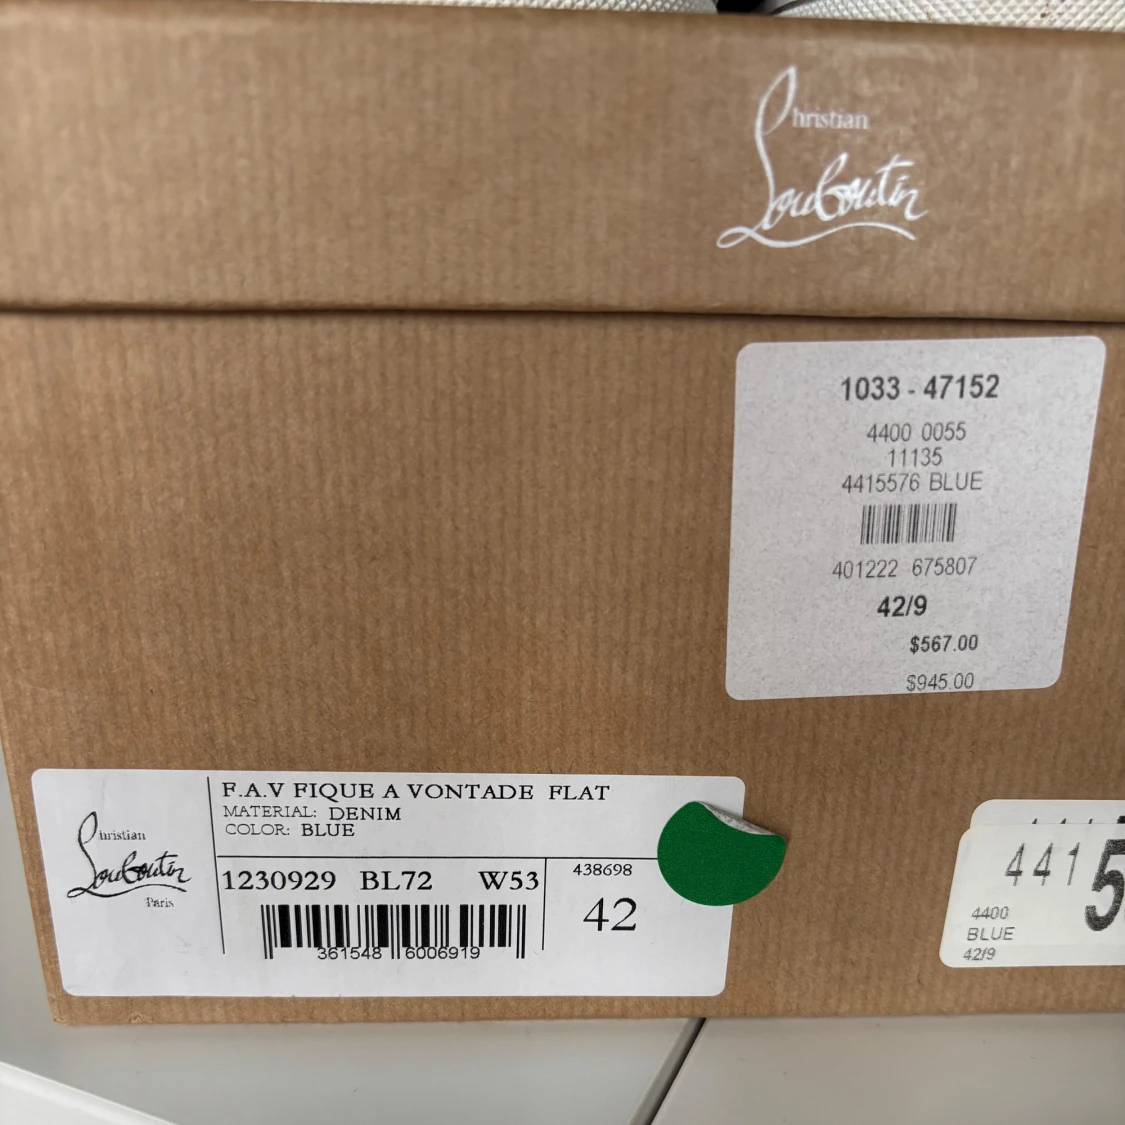 Christian
Louboutin
1033 - 47152
4400 0055
11135
4415576 BLUE
401222 675807
42/9
$567.00
$945.00
Christian
Louboutin
Paris
F.A.V FIQUE A VONTADE FLAT
MATERIAL: DENIM
COLOR: BLUE
1230929 BL72 W53
438698
42
361548 6006919
4415
4400
BLUE
42/9